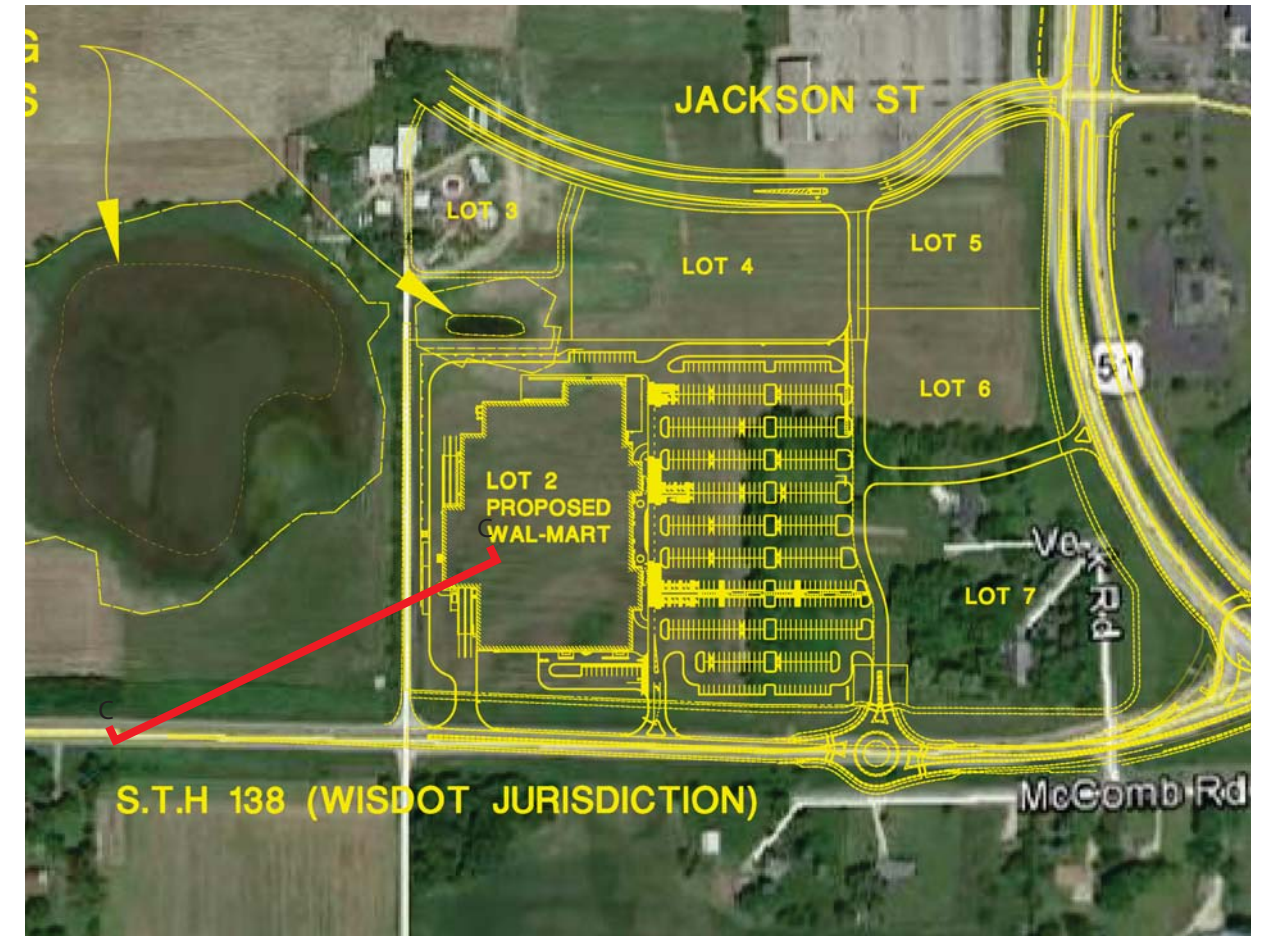 G
S
JACKSON ST
LOT 3
LOT 4
LOT 5
LOT 6
51
LOT 2
PROPOSED
WAL-MART
C
LOT 7
Rd
C
S.T.H 138 (WISDOT JURISDICTION)
McComb Rd